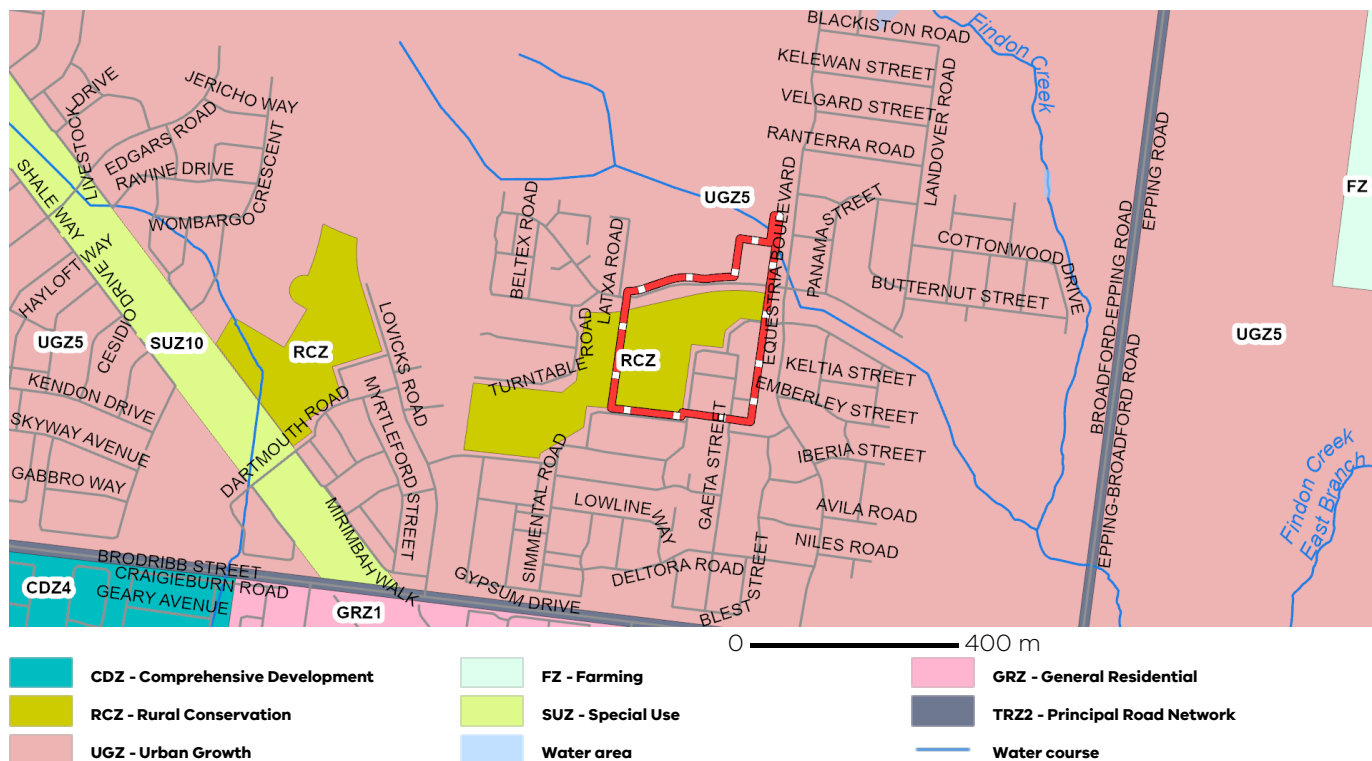 BLACKISTON ROAD
Findon Creek
KELEWAN STREET
VELGARD STREET
RANTERRA ROAD
LANDOVER ROAD
LIVESTOCK DRIVE
JERICHO WAY
EDGARS ROAD
RAVINE DRIVE
CRESCENT
WOMBARGO
SHALE WAY
HAYLOFT WAY
CESIDIO DRIVE
UGZ5
SUZ10
RCZ
KENDON DRIVE
SKYWAY AVENUE
GABBRO WAY
DARTMOUTH ROAD
LOVICKS ROAD
MYRTLEFORD STREET
MIRIMBAH WALK
BELTEX ROAD
LATXA ROAD
TURNTABLE ROAD
RCZ
UGZ5
EQUESTRIA BOULEVARD
PANAMA STREET
COTTONWOOD DRIVE
BUTTERNUT STREET
KELTIA STREET
EMBERLEY STREET
IBERIA STREET
AVILA ROAD
NILES ROAD
GAETA STREET
SIMMENTAL ROAD
LOWLINE WAY
DELTORA ROAD
BLEST STREET
GYPSUM DRIVE
EPPING ROAD
BROADFORD-EPPING ROAD
EPPING-BROADFORD ROAD
UGZ5
FZ
Findon Creek
East Branch
BRODRIBB STREET
CRAIGIEBURN ROAD
GEARY AVENUE
CDZ4
GRZ1
0 400 m
CDZ - Comprehensive Development
FZ - Farming
GRZ - General Residential
RCZ - Rural Conservation
SUZ - Special Use
TRZ2 - Principal Road Network
UGZ - Urban Growth
Water area
Water course